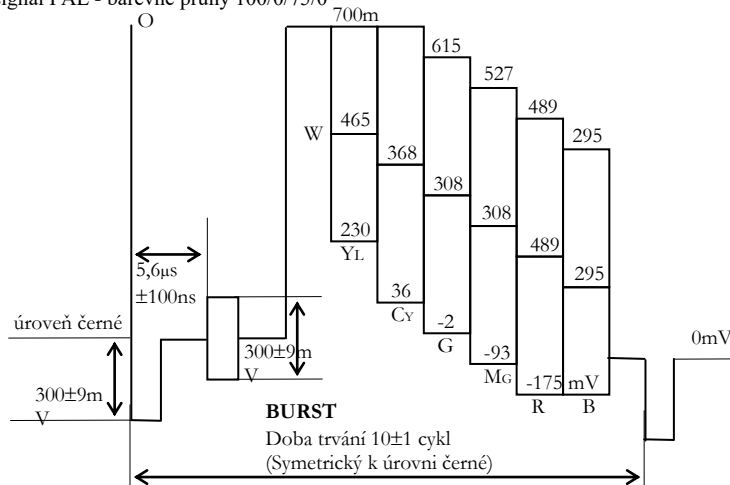 signál PAL - barevné pruhy 100/0/75/0
O
700m
615
527
489
295
W
465
368
308
308
489
295
230
YL
36
CY
-2
G
-93
MG
-175 mV
R
B
0mV
5,6µs
±100ns
úroveň černé
300±9m
V
300±9m
V
BURST
Doba trvání 10±1 cykl
(Symetrický k úrovni černé)